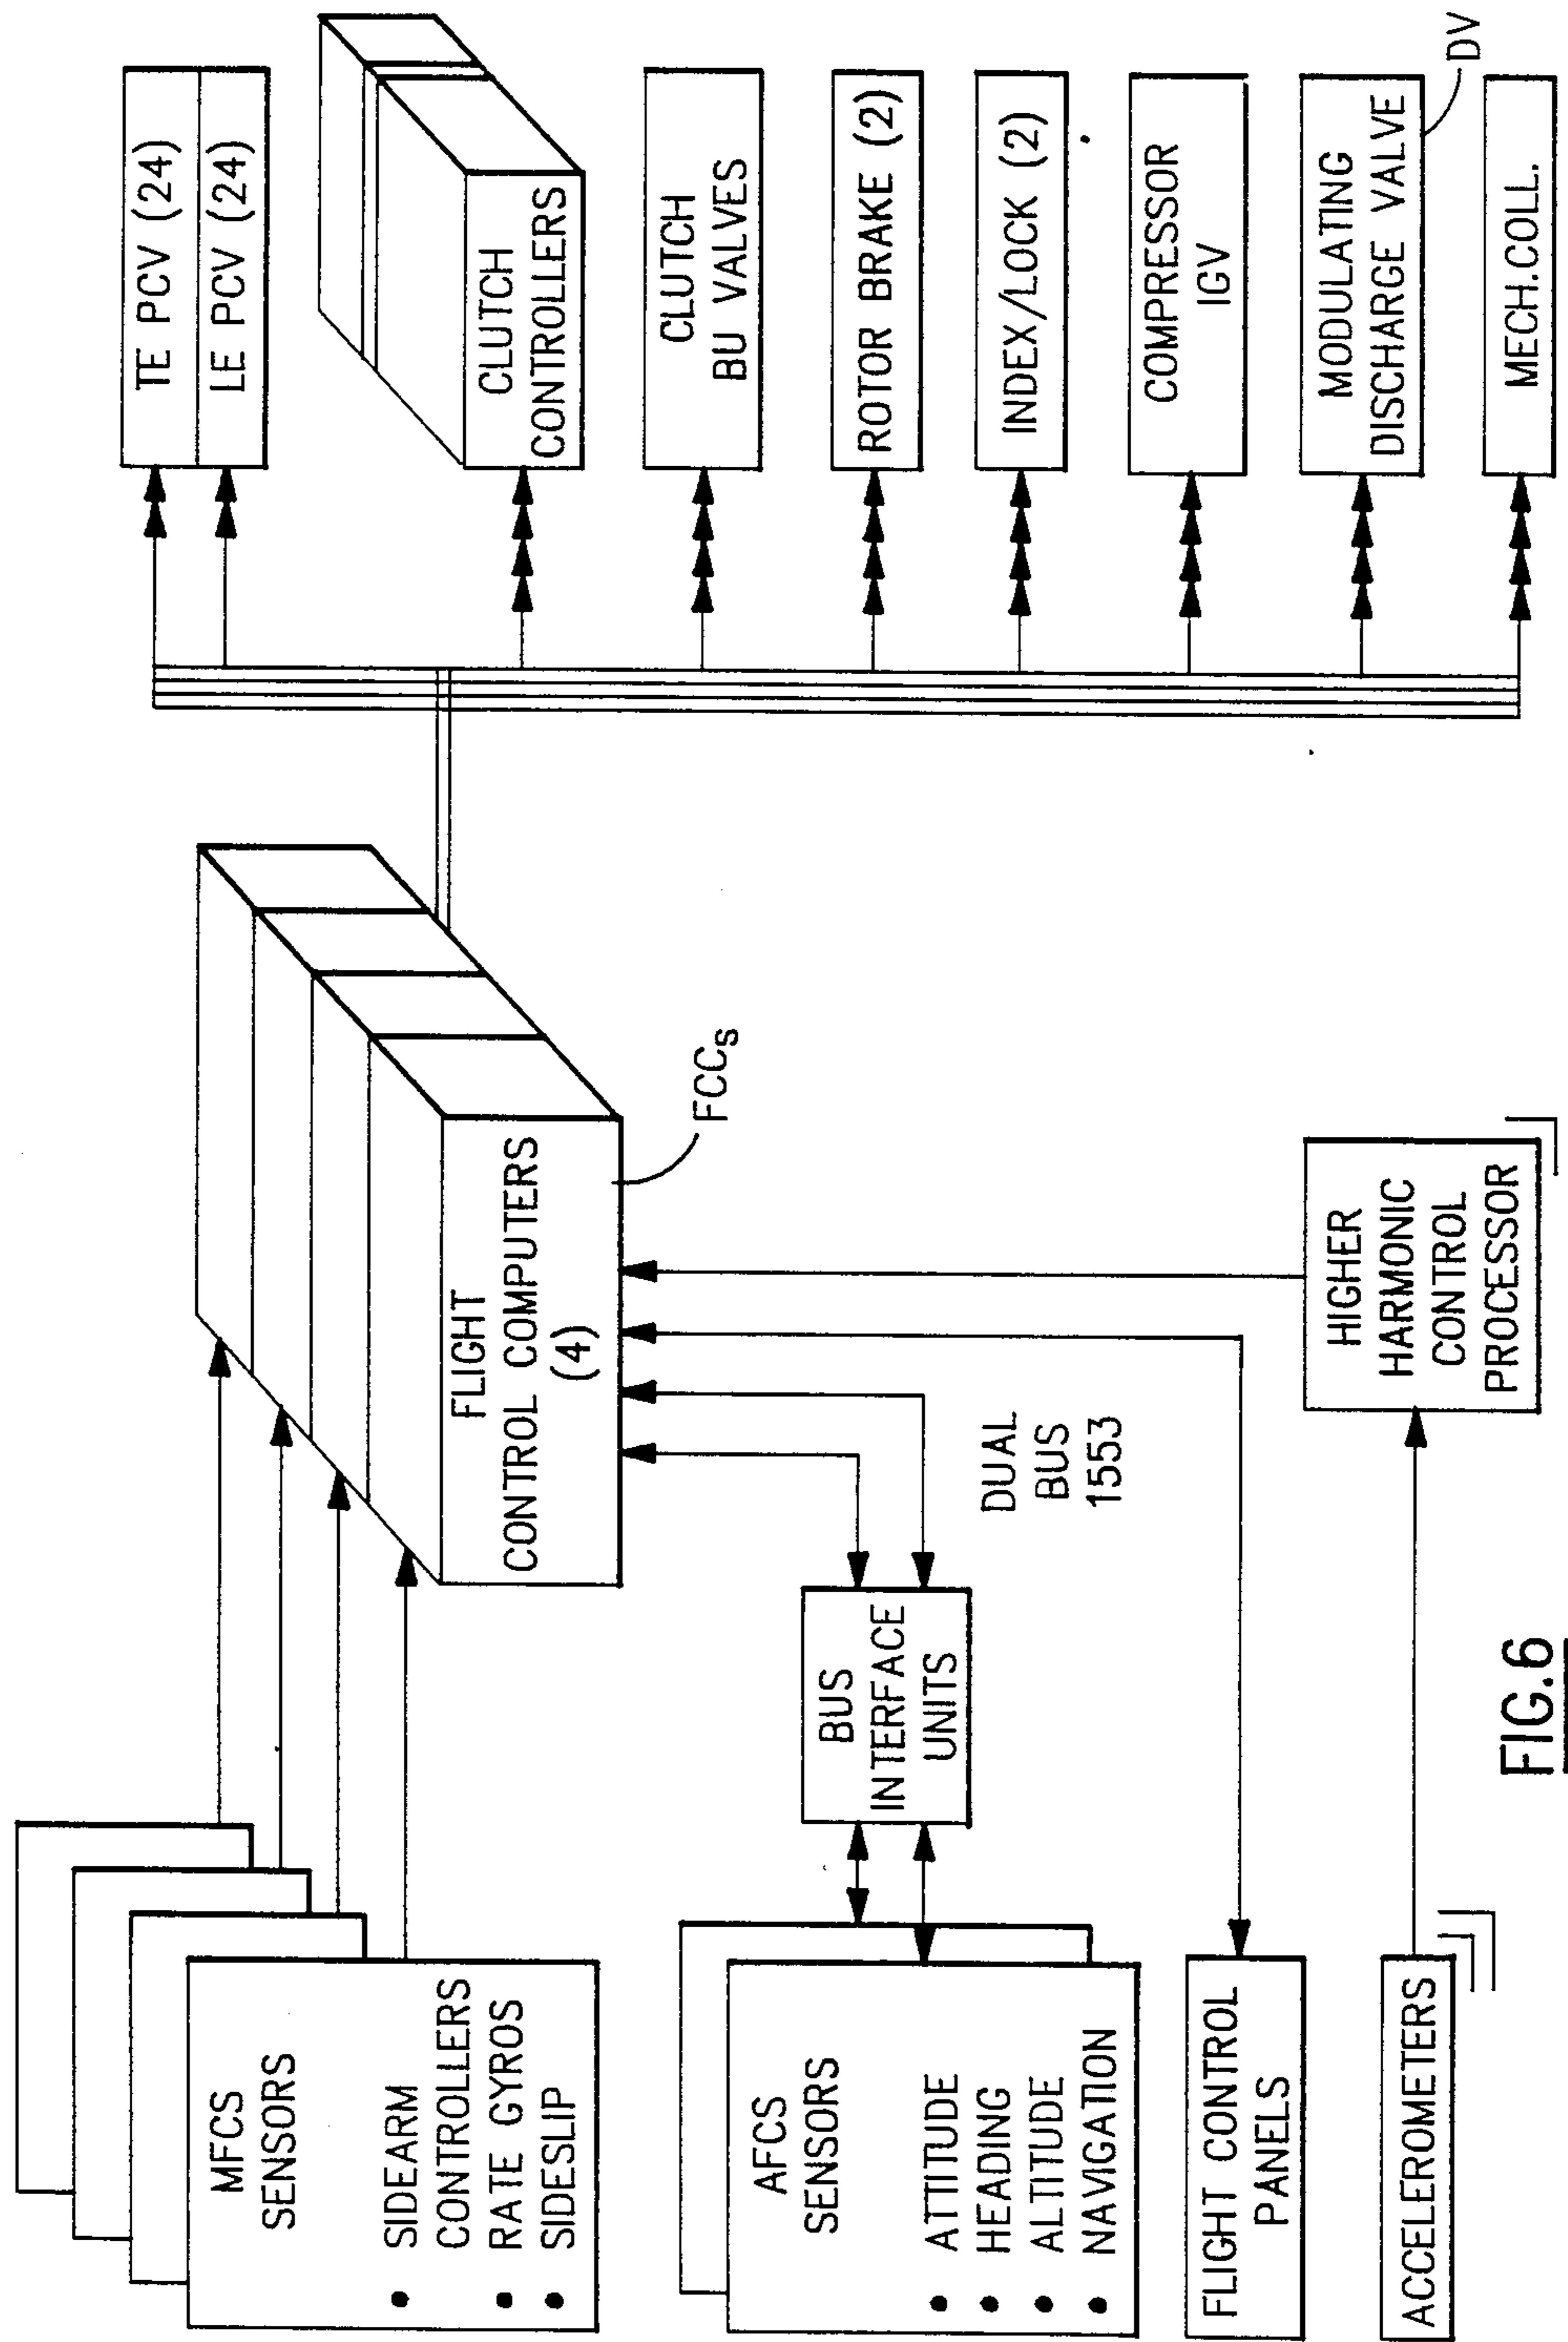 MFCS
SENSORS
• SIDEARM
CONTROLLERS
• RATE GYROS
• SIDESLIP
AFCS
SENSORS
• ATTITUDE
• HEADING
• ALTITUDE
• NAVIGATION
FLIGHT CONTROL
PANELS
ACCELEROMETERS
BUS
INTERFACE
UNITS
DUAL
BUS
1553
FLIGHT
CONTROL COMPUTERS
(4)
FCCs
HIGHER
HARMONIC
CONTROL
PROCESSOR
TE PCV (24)
LE PCV (24)
CLUTCH
CONTROLLERS
CLUTCH
BU VALVES
ROTOR BRAKE (2)
INDEX/LOCK (2)
COMPRESSOR
IGV
MODULATING
DISCHARGE VALVE
DV
MECH.COLL.
FIG.6